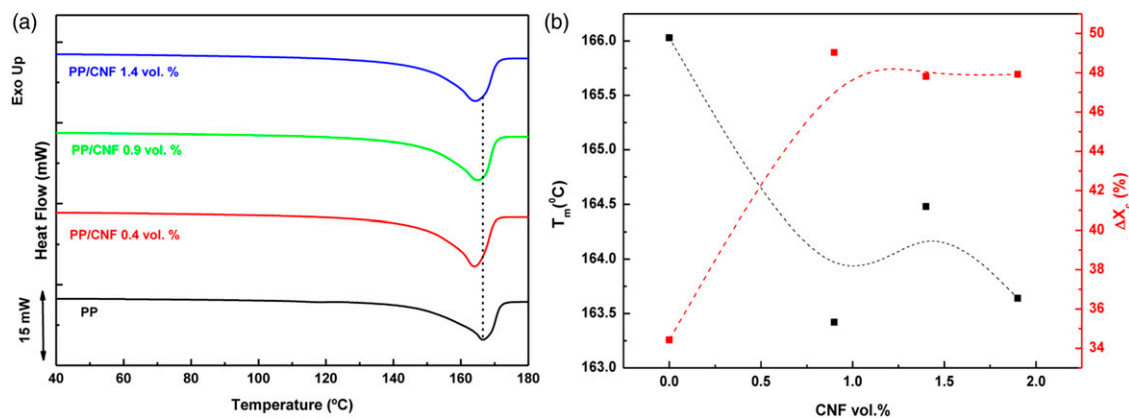 (a)
Exo Up
Heat Flow (mW)
15 mW
PP/CNF 1.4 vol. %
PP/CNF 0.9 vol. %
PP/CNF 0.4 vol. %
PP
40 60 80 100 120 140 160 180
Temperature (ºC)
(b)
166.0
165.5
165.0
164.5
164.0
163.5
163.0
Tm(⁰C)
0.0 0.5 1.0 1.5 2.0
CNF vol.%
50
48
46
44
42
40
38
36
34
ΔXc (%)